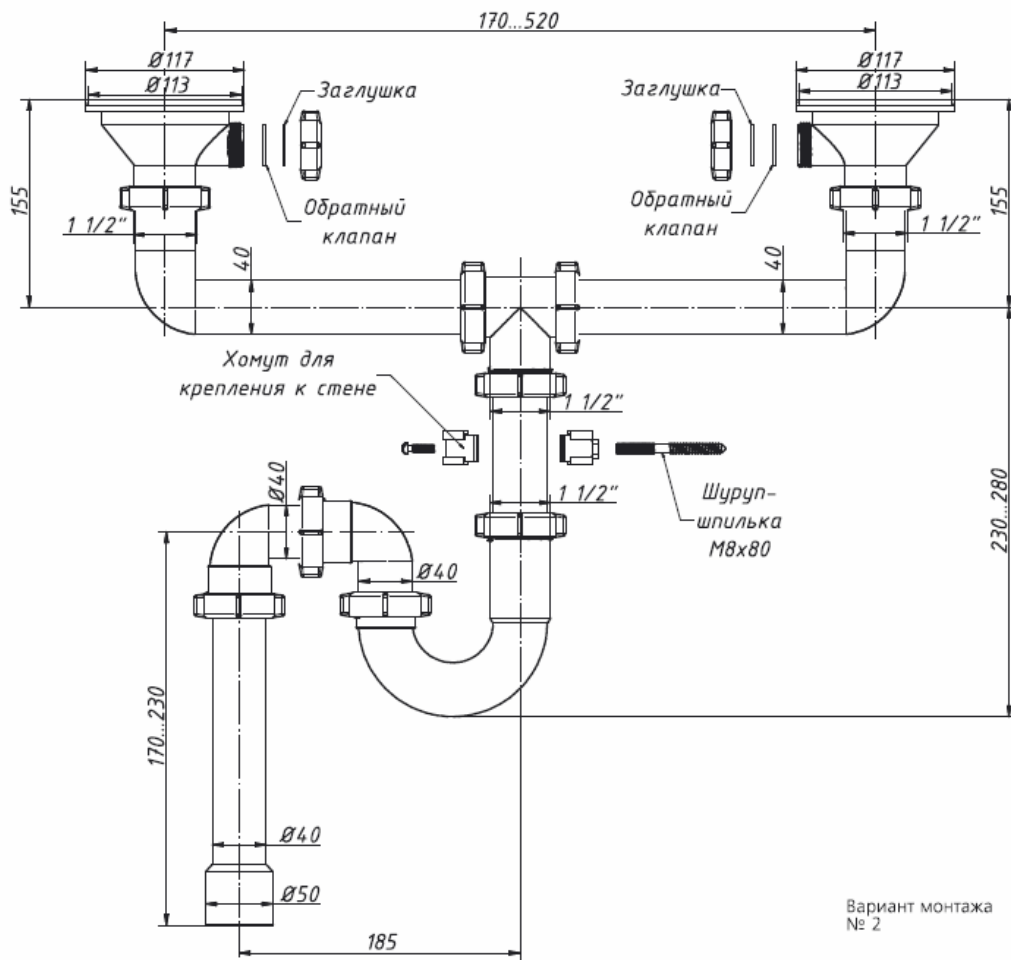 170...520
Ø117
Ø117
Ø113
Ø113
Заглушка
Заглушка
155
155
Обратный
клапан
Обратный
клапан
1 1/2"
1 1/2"
40
40
Хомут для
крепления к стене
1 1/2"
Ø40
1 1/2"
Шуруп-
шпилька
М8х80
230...280
Ø40
170...230
Ø40
Ø50
185
Вариант монтажа
№ 2